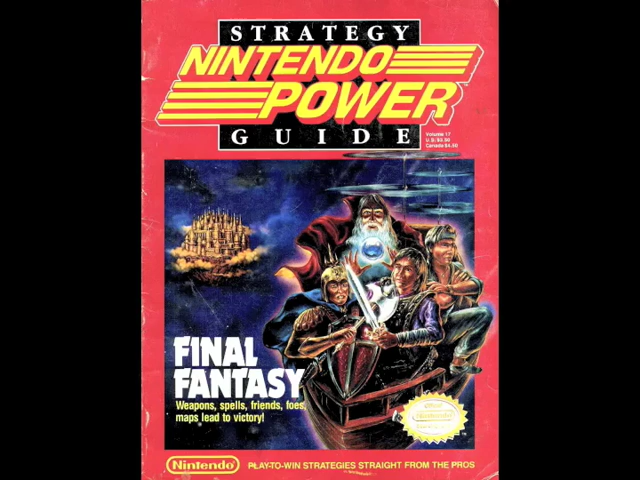 STRATEGY
NINTENDO
POWER
GUIDE
Volume 17
FINAL
FANTASY
Weapons, spells, friends, foes,
maps lead to victory!
Nintendo
Nintendo
PLAY-TO-WIN STRATEGIES STRAIGHT FROM THE PROS